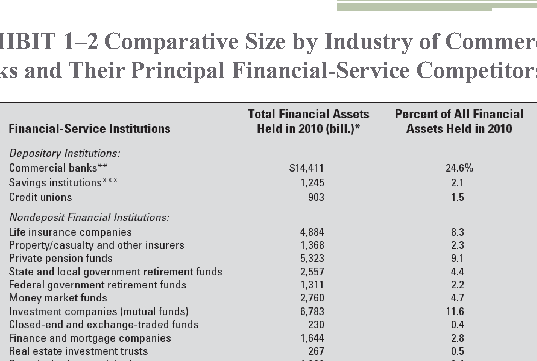 HIBIT 1–2 Comparative Size by Industry of Commer
ks and Their Principal Financial–Service Competitors
Total Financial Assets Percent of All Financial
Financial-Service Institutions Held in 2010 (bill.)* Assets Held in 2010
Depository Institutions:
Commercial banks** $14,411 24.6%
Savings institutions*** 1,245 2.1
Credit unions 903 1.5
Nondeposit Financial Institutions:
Life insurance companies 4,884 8.3
Property/casualty and other insurers 1,368 2.3
Private pension funds 5,323 9.1
State and local government retirement funds 2,557 4.4
Federal government retirement funds 1,311 2.2
Money market funds 2,760 4.7
Investment companies (mutual funds) 6,783 11.6
Closed-end and exchange-traded funds 230 0.4
Finance and mortgage companies 1,644 2.8
Real estate investment trusts 267 0.5